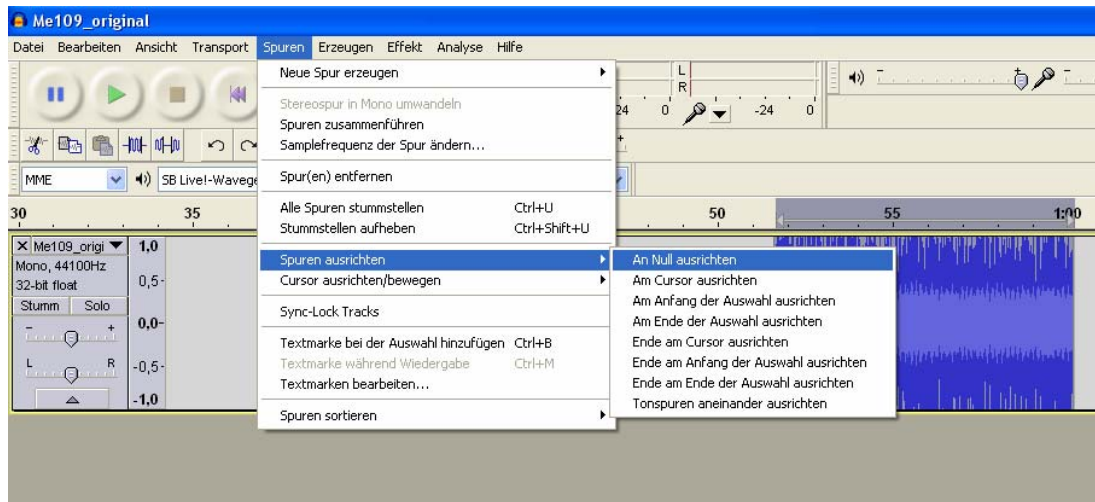 Me109_original
Datei Bearbeiten Ansicht Transport Spuren Erzeugen Effekt Analyse Hilfe
Neue Spur erzeugen
Stereospur in Mono umwandeln
Spuren zusammenführen
Samplefrequenz der Spur ändern...
Spur(en) entfernen
Alle Spuren stummstellen Ctrl+U
Stummstellen aufheben Ctrl+Shift+U
Spuren ausrichten
Cursor ausrichten/bewegen
Sync-Lock Tracks
Textmarke bei der Auswahl hinzufügen Ctrl+B
Textmarke während Wiedergabe Ctrl+M
Textmarken bearbeiten...
Spuren sortieren
An Null ausrichten
Am Cursor ausrichten
Am Anfang der Auswahl ausrichten
Am Ende der Auswahl ausrichten
Ende am Cursor ausrichten
Ende am Anfang der Auswahl ausrichten
Ende am Ende der Auswahl ausrichten
Tonspuren aneinander ausrichten
L
R
24 0 -24 0
MME SB Live!-Wavege
30 35 50 55 1:00
Me109_origi 1,0
Mono, 44100Hz
32-bit float 0,5-
Stumm Solo
- + 0,0-
L R -0,5-
-1,0